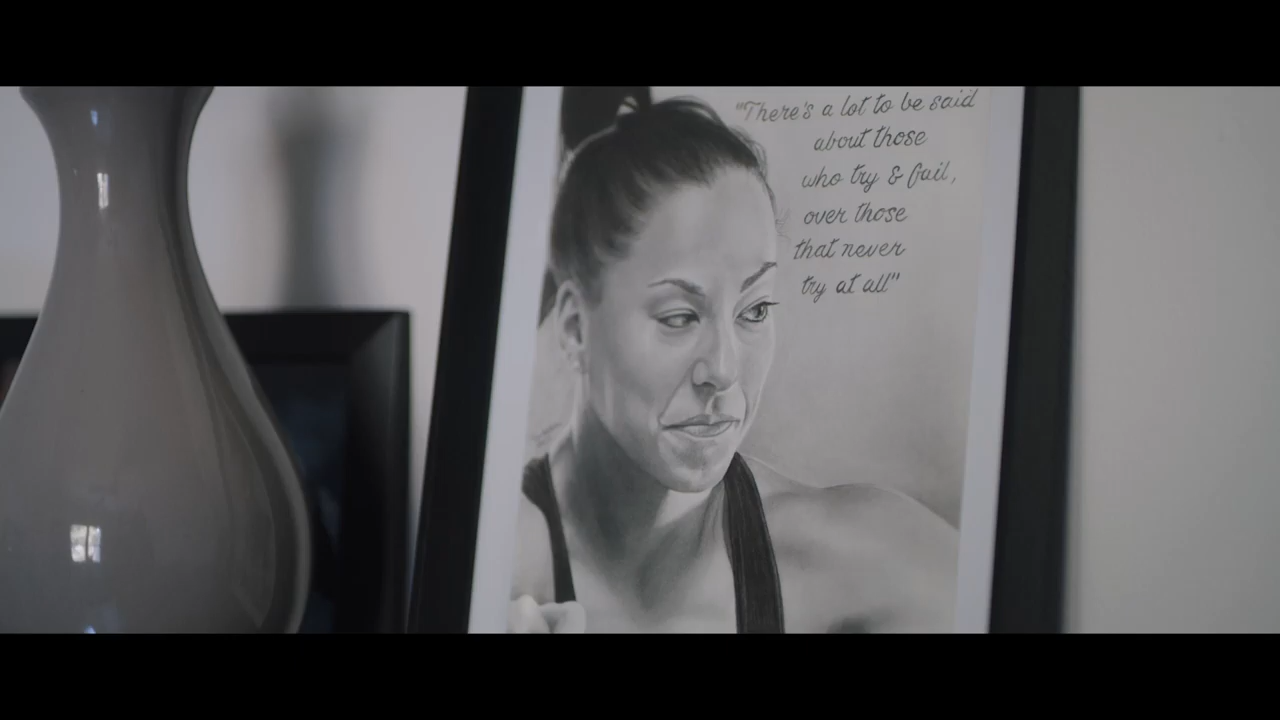 "There's a lot to be said
about those
who try & fail,
over those
that never
try at all"